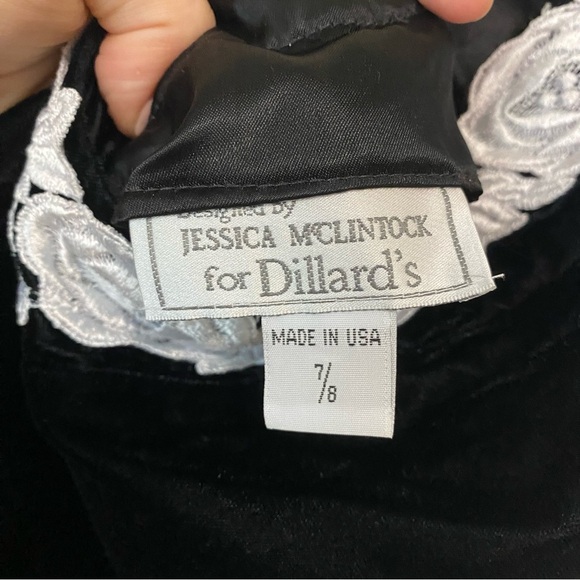 Designed by
JESSICA McCLINTOCK
for Dillard's
MADE IN USA
7/8